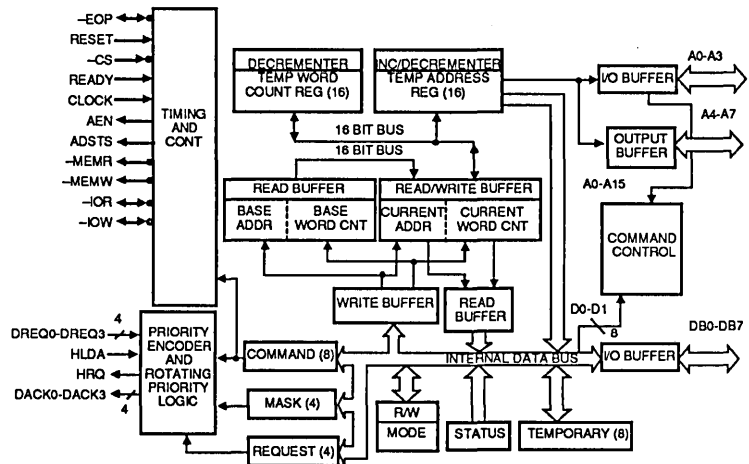 –EOP
RESET
–CS
READY
CLOCK
AEN
ADSTS
–MEMR
–MEMW
–IOR
–IOW
TIMING
AND
CONT
DECREMENTER
TEMP WORD
COUNT REG (16)
INC/DECREMENTER
TEMP ADDRESS
REG (16)
16 BIT BUS
16 BIT BUS
READ BUFFER
BASE
ADDR
BASE
WORD CNT
READ/WRITE BUFFER
CURRENT
ADDR
CURRENT
WORD CNT
I/O BUFFER
A0-A3
A4-A7
OUTPUT
BUFFER
A0-A15
COMMAND
CONTROL
WRITE BUFFER
READ
BUFFER
D0-D1
8
DB0-DB7
4
DREQ0-DREQ3
HLDA
HRQ
DACK0-DACK3
4
PRIORITY
ENCODER
AND
ROTATING
PRIORITY
LOGIC
COMMAND (8)
INTERNAL DATA BUS
I/O BUFFER
MASK (4)
REQUEST (4)
R/W
MODE
STATUS
TEMPORARY (8)